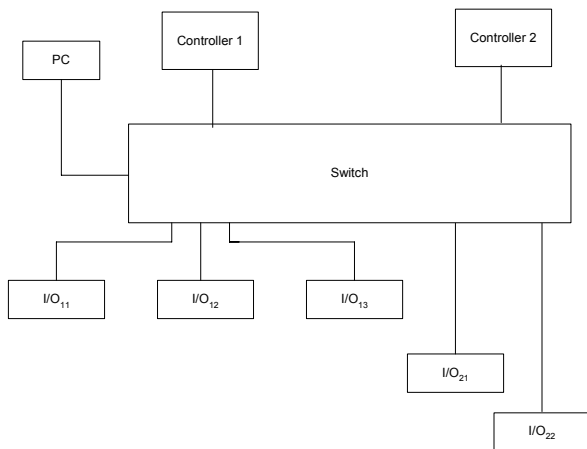 Controller 1
Controller 2
PC
Switch
I/O₁₁
I/O₁₂
I/O₁₃
I/O₂₁
I/O₂₂